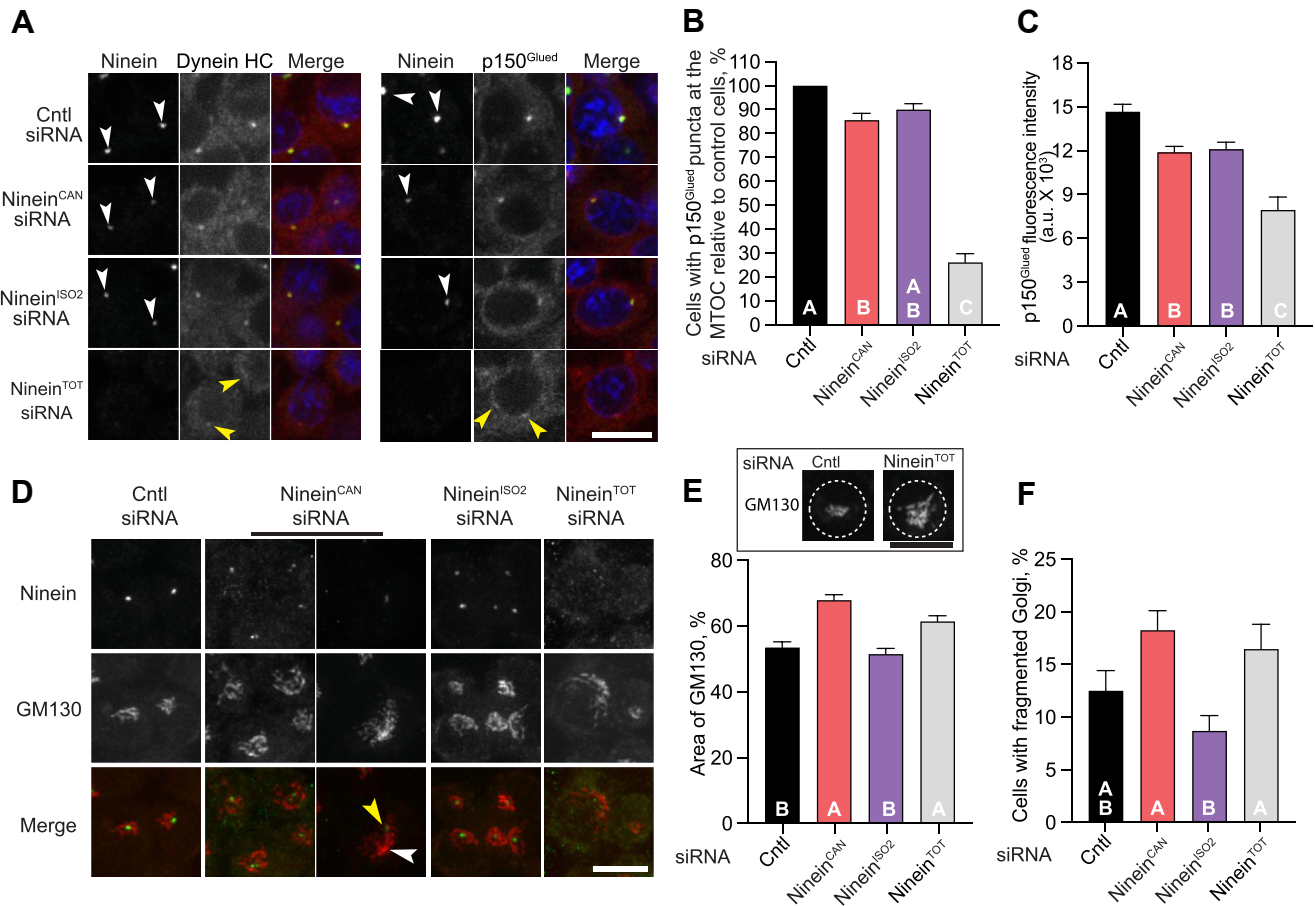 A
Ninein Dynein HC Merge
Ninein p150Glued Merge
Cntl
siRNA
NineinCAN
siRNA
NineinISO2
siRNA
NineinTOT
siRNA
B
Cells with p150Glued puncta at the
MTOC relative to control cells, %
110
100
90
80
70
60
50
40
30
20
10
0
A
B
A
B
C
siRNA
Cntl
NineinCAN
NineinISO2
NineinTOT
C
p150Glued fluorescence intensity
(a.u. X 10³)
18
15
12
9
6
3
0
A
B
B
C
siRNA
Cntl
NineinCAN
NineinISO2
NineinTOT
D
Cntl
siRNA
NineinCAN
siRNA
NineinISO2
siRNA
NineinTOT
siRNA
Ninein
GM130
Merge
E
siRNA Cntl NineinTOT
GM130
Area of GM130, %
80
60
40
20
0
B
A
B
A
siRNA
Cntl
NineinCAN
NineinISO2
NineinTOT
F
Cells with fragmented Golgi, %
25
20
15
10
5
0
A
B
A
B
A
siRNA
Cntl
NineinCAN
NineinISO2
NineinTOT